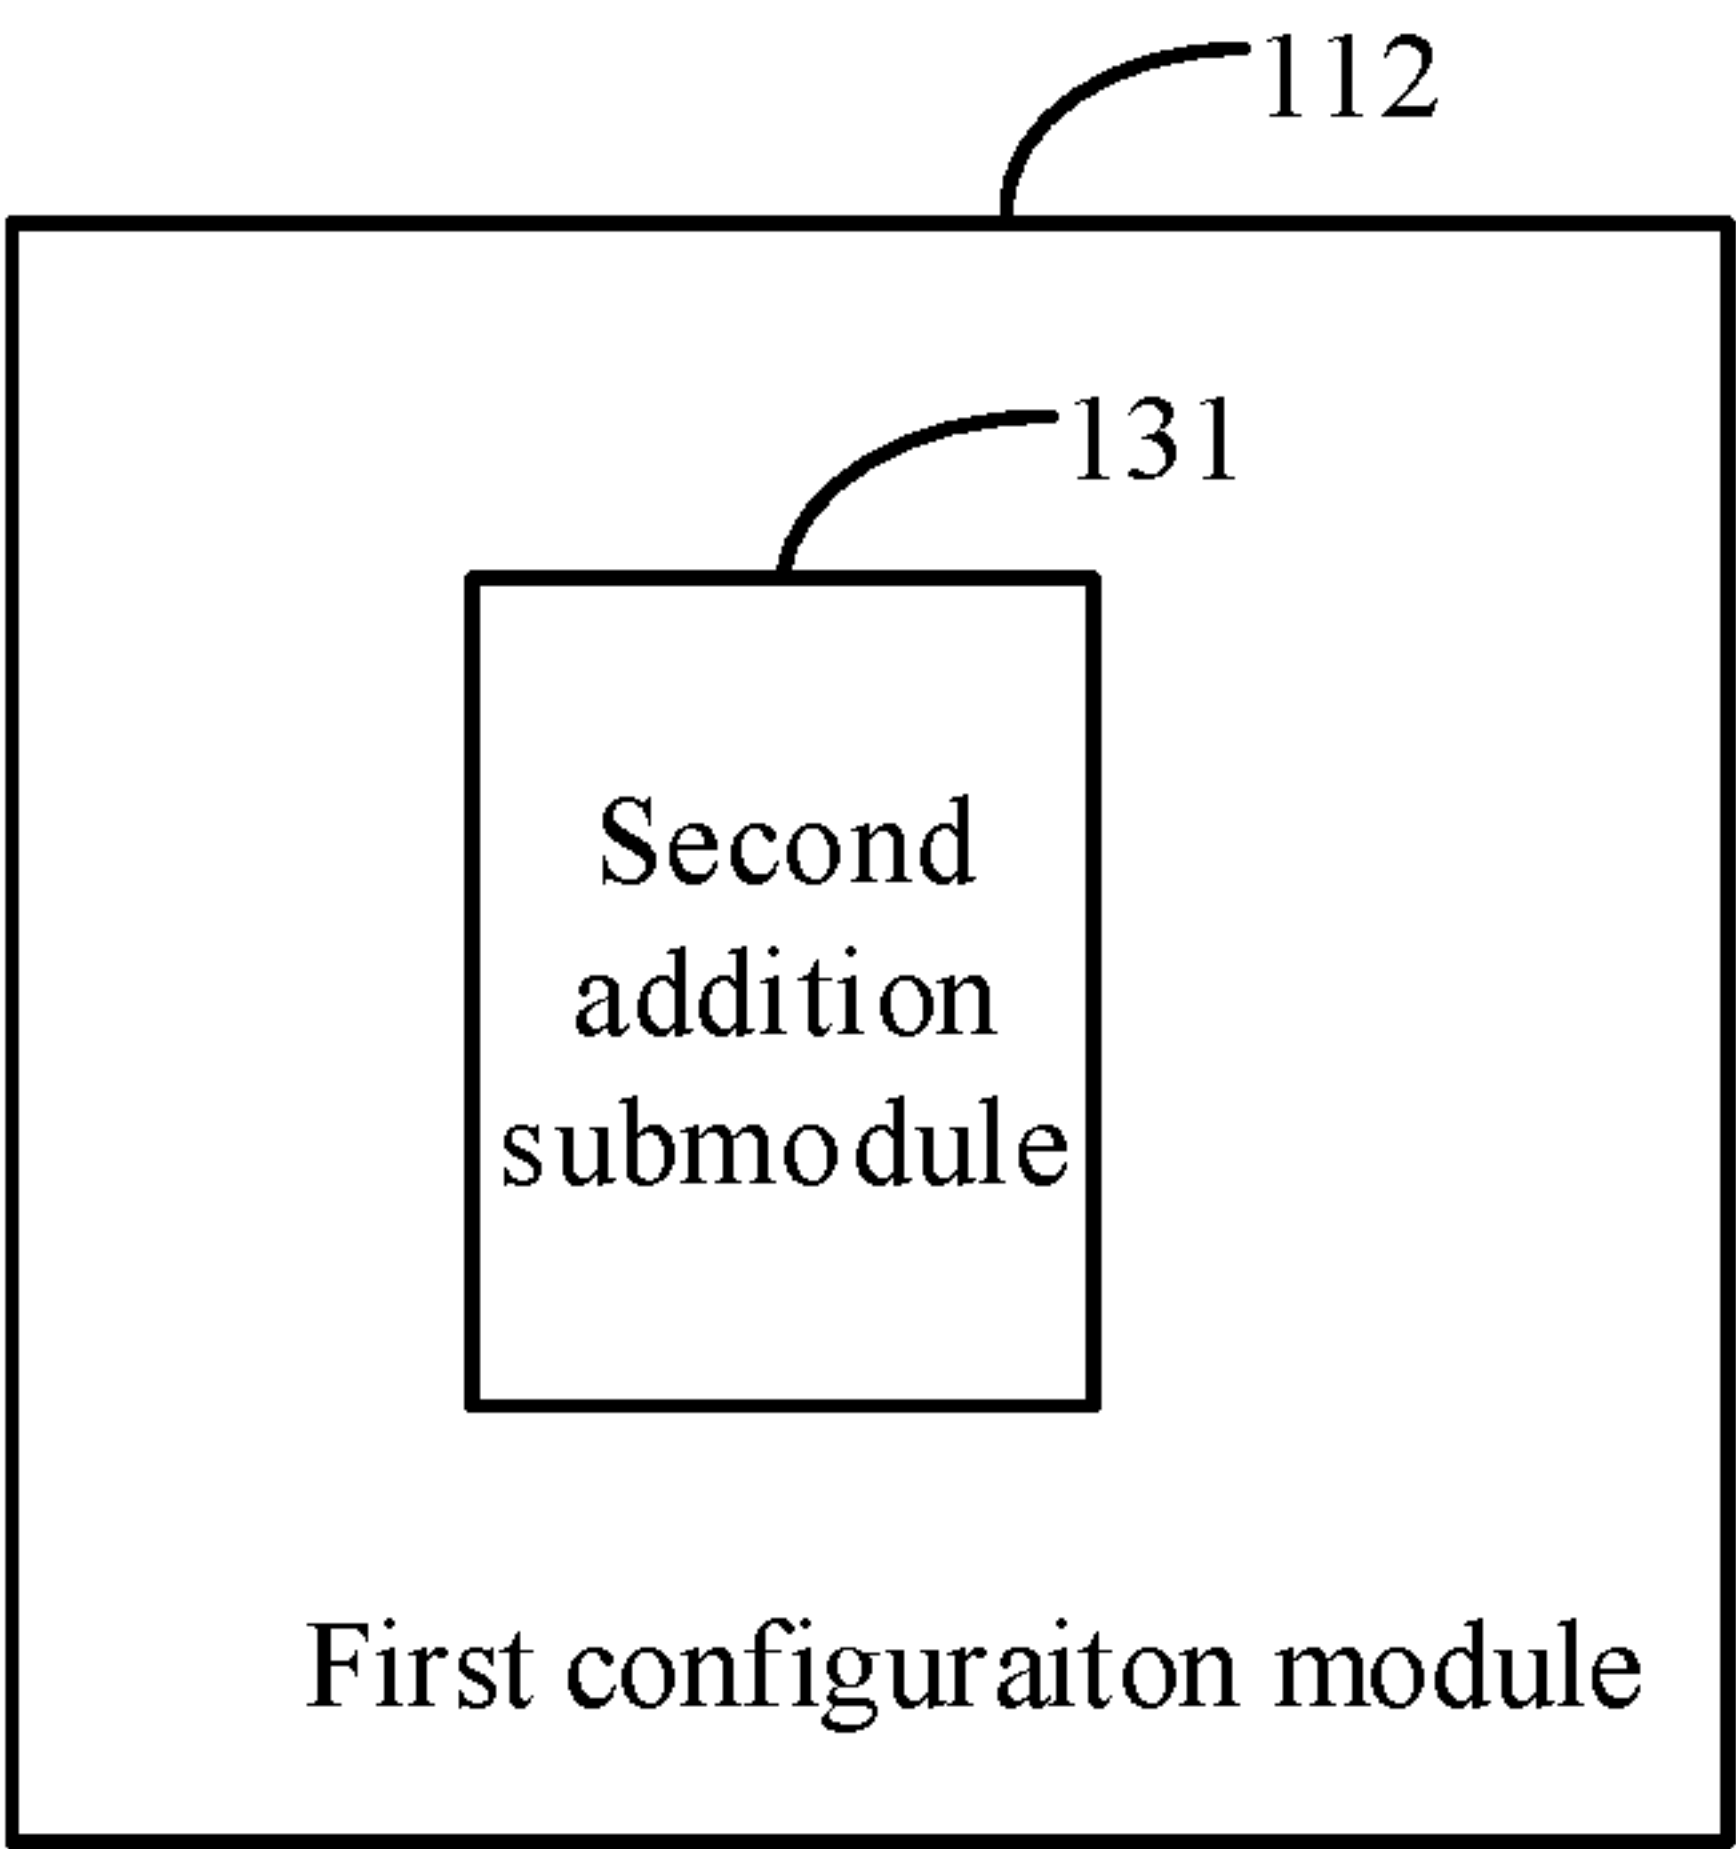 112
131
Second
addition
submodule
First configuraiton module